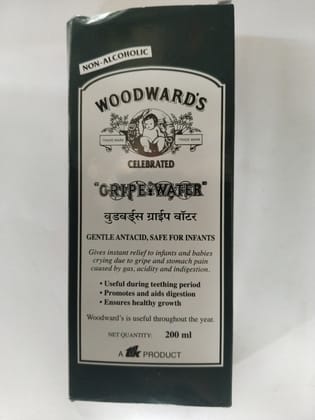 NON-ALCOHOLIC
WOODWARD'S
TRADE MARK TRADE MARK
CELEBRATED
"GRIPE WATER"
वुडवर्ड्स ग्राईप वॉटर
GENTLE ANTACID, SAFE FOR INFANTS
Gives instant relief to infants and babies
crying due to gripe and stomach pain
caused by gas, acidity and indigestion.
• Useful during teething period
• Promotes and aids digestion
• Ensures healthy growth
Woodward's is useful throughout the year.
NET QUANTITY: 200 ml
A TTK PRODUCT